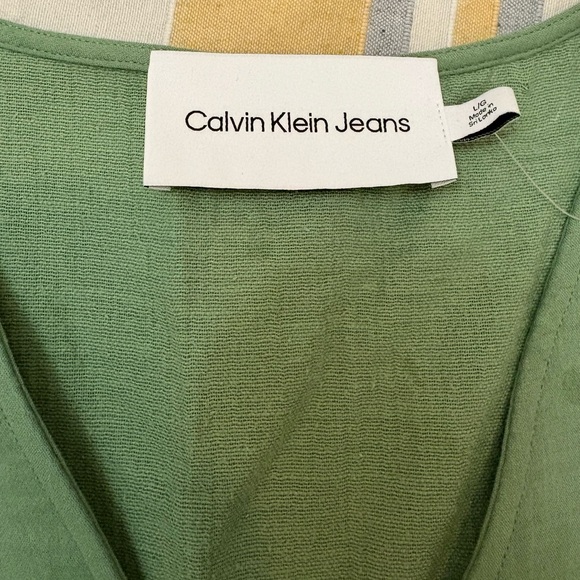 Calvin Klein Jeans
L/G
Made in
Sri Lanka